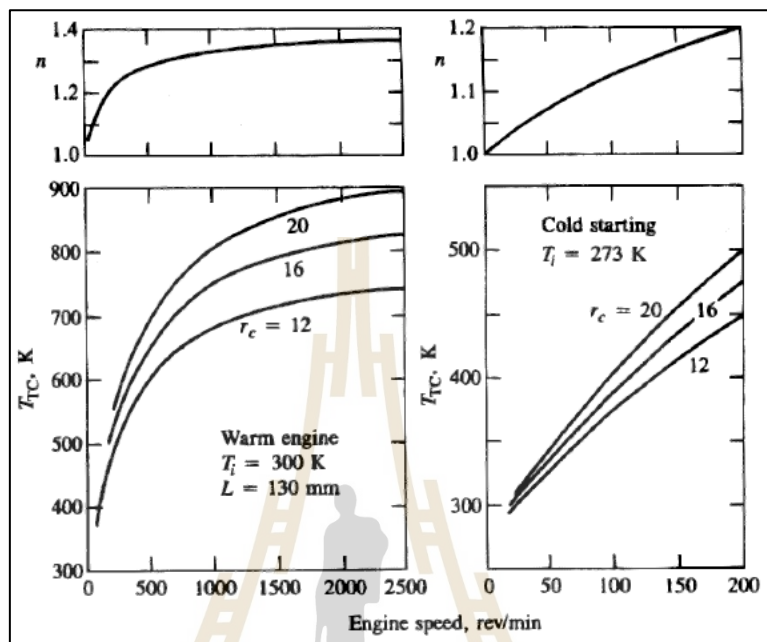 n
1.4
1.2
1.0
n
1.2
1.1
1.0
T_TC, K
900
800
700
600
500
400
300
20
16
r_c = 12
Warm engine
T_i = 300 K
L = 130 mm
0 500 1000 1500 2000 2500
T_TC, K
500
400
300
Cold starting
T_i = 273 K
r_c = 20
16
12
0 50 100 150 200
Engine speed, rev/min